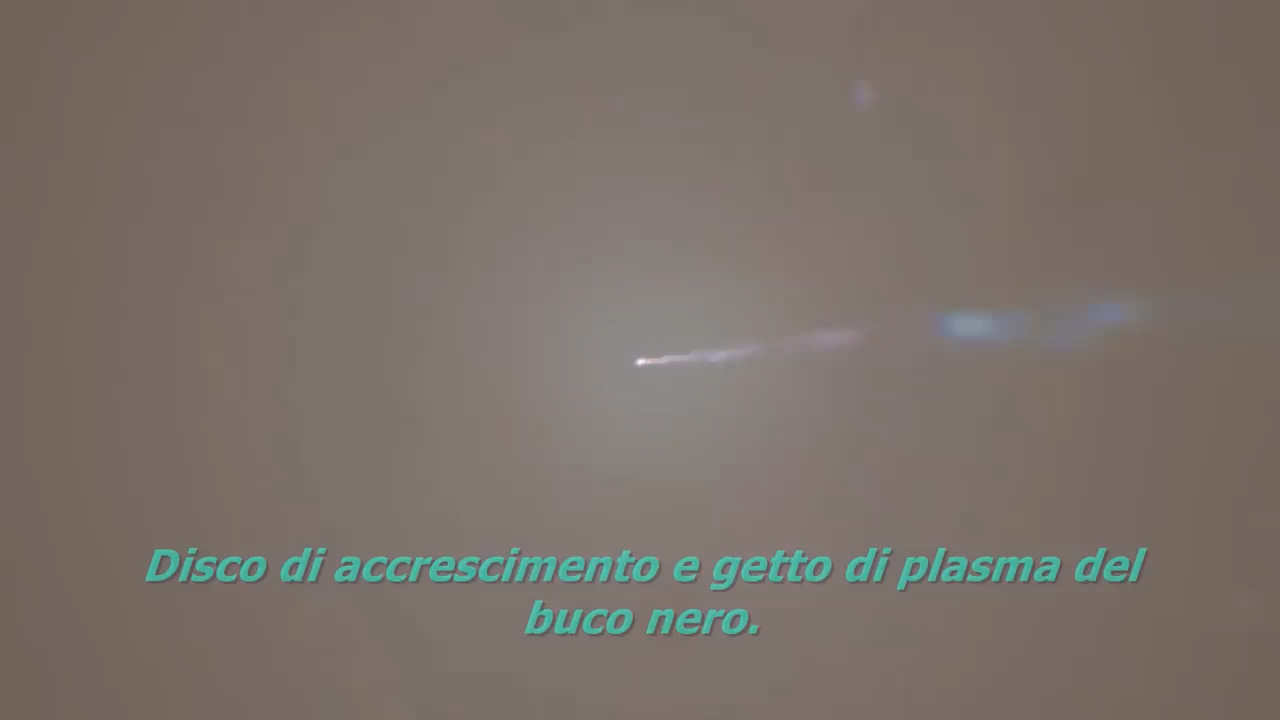 Disco di accrescimento e getto di plasma del
buco nero.